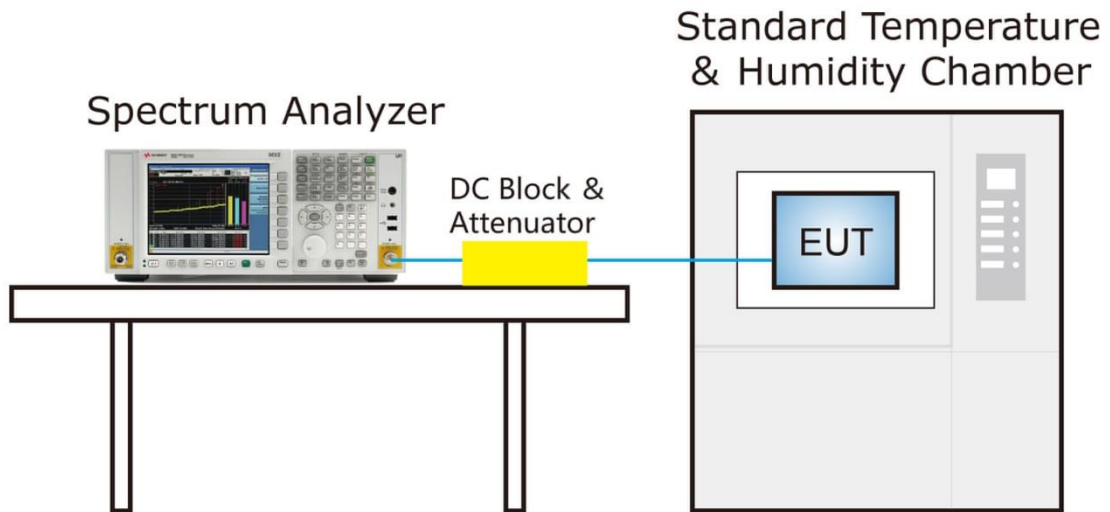 Standard Temperature
& Humidity Chamber
Spectrum Analyzer
DC Block &
Attenuator
EUT